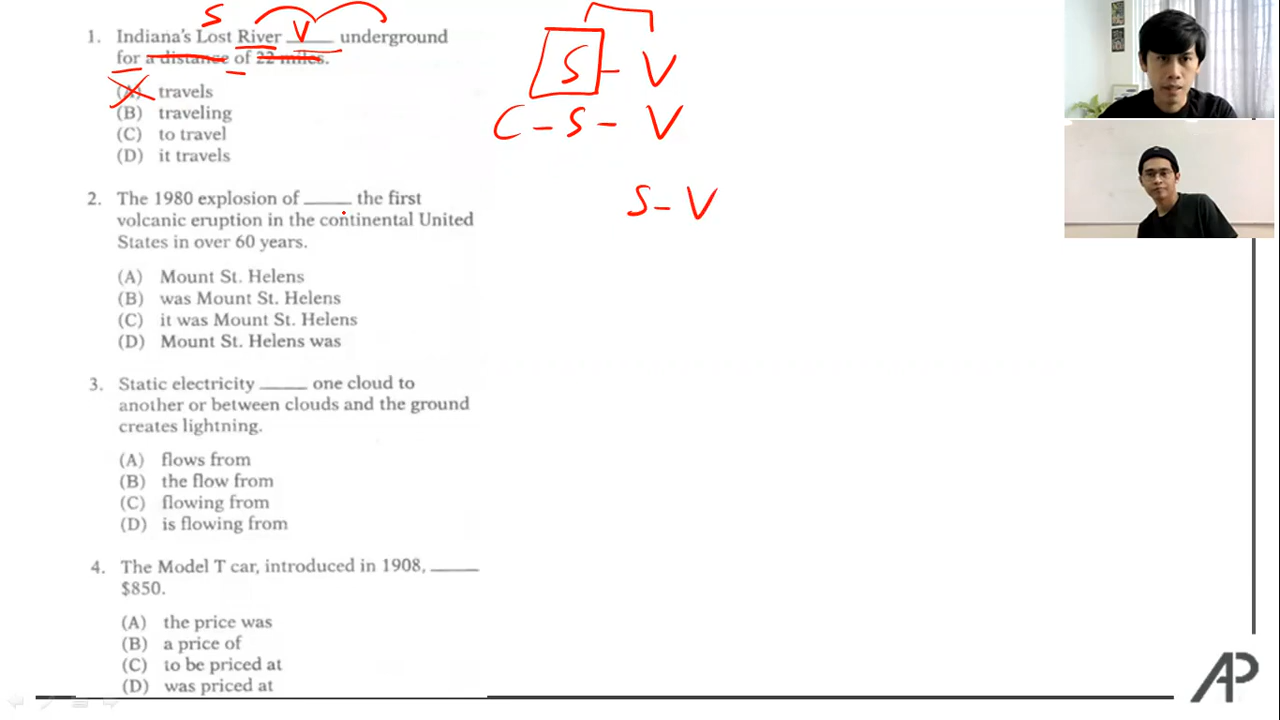 S
V
1. Indiana's Lost River _____ underground
for a distance of 22 miles.
(A) travels
(B) traveling
(C) to travel
(D) it travels
2. The 1980 explosion of _____ the first
volcanic eruption in the continental United
States in over 60 years.
(A) Mount St. Helens
(B) was Mount St. Helens
(C) it was Mount St. Helens
(D) Mount St. Helens was
3. Static electricity _____ one cloud to
another or between clouds and the ground
creates lightning.
(A) flows from
(B) the flow from
(C) flowing from
(D) is flowing from
4. The Model T car, introduced in 1908, _____
$850.
(A) the price was
(B) a price of
(C) to be priced at
(D) was priced at
S - V
C - S - V
S - V
AP